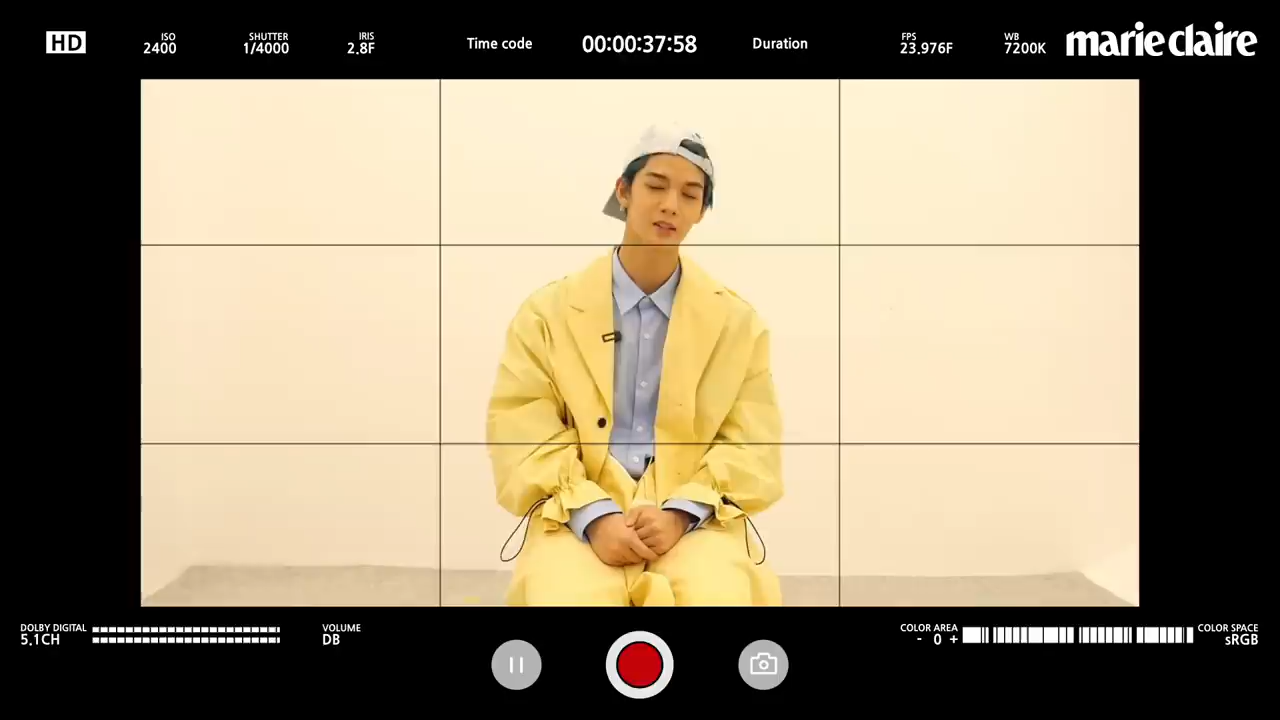 HD
ISO
2400
SHUTTER
1/4000
IRIS
2.8F
Time code
00:00:37:58
Duration
FPS
23.976F
WB
7200K
marie claire
DOLBY DIGITAL
5.1CH
VOLUME
DB
COLOR AREA
- 0 +
COLOR SPACE
sRGB